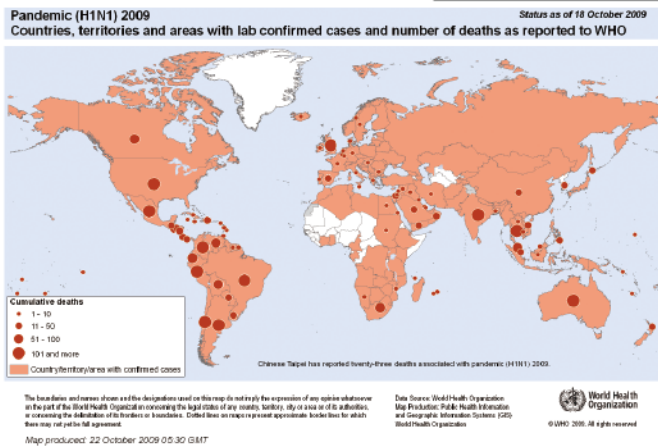 Pandemic (H1N1) 2009
Status as of 18 October 2009
Countries, territories and areas with lab confirmed cases and number of deaths as reported to WHO
Cumulative deaths
1 - 10
11 - 50
51 - 100
101 and more
Country/territory/area with confirmed cases
Chinese Taipei has reported twenty-three deaths associated with pandemic (H1N1) 2009.
The boundaries and names shown and the designations used on this map do not imply the expression of any opinion whatsoever
on the part of the World Health Organization concerning the legal status of any country, territory, city or area or of its authorities,
or concerning the delimitation of its frontiers or boundaries. Dotted lines on maps represent approximate border lines for which
there may not yet be full agreement.
Data Source: World Health Organization
Map Production: Public Health Information
and Geographic Information Systems (GIS)
World Health Organization
World Health
Organization
© WHO 2009. All rights reserved
Map produced: 22 October 2009 05:30 GMT